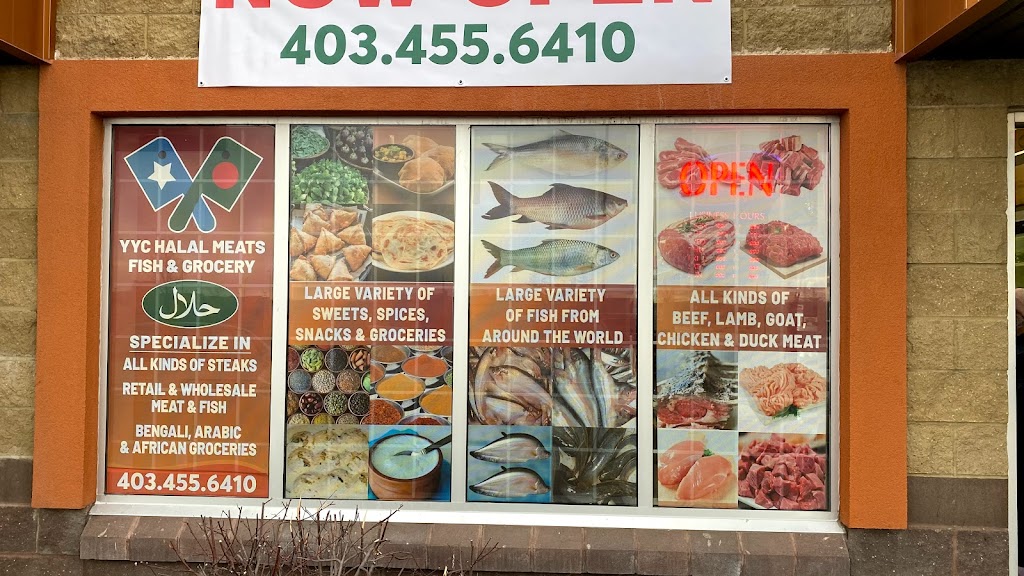 NOW OPEN
403.455.6410
YYC HALAL MEATS
FISH & GROCERY
حلال
SPECIALIZE IN
ALL KINDS OF STEAKS
RETAIL & WHOLESALE
MEAT & FISH
BENGALI, ARABIC
& AFRICAN GROCERIES
403.455.6410
LARGE VARIETY OF
SWEETS, SPICES,
SNACKS & GROCERIES
LARGE VARIETY
OF FISH FROM
AROUND THE WORLD
OPEN
ALL KINDS OF
BEEF, LAMB, GOAT,
CHICKEN & DUCK MEAT